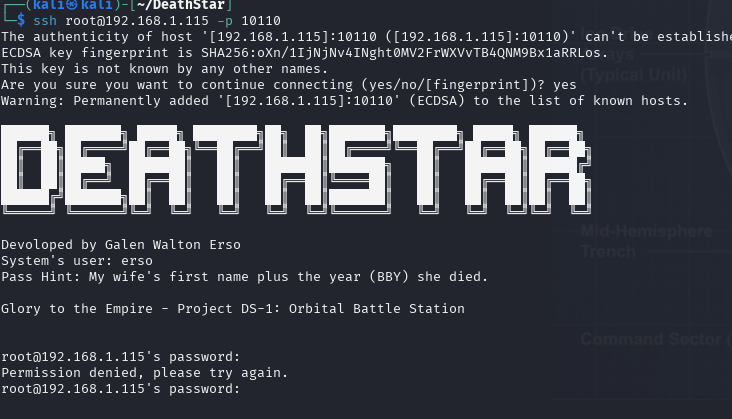 ┌──(kali㉿kali)-[~/DeathStar]
└─$ ssh root@192.168.1.115 -p 10110
The authenticity of host '[192.168.1.115]:10110 ([192.168.1.115]:10110)' can't be establishe
ECDSA key fingerprint is SHA256:oXn/1IjNjNv4INght0MV2FrWXVvTB4QNM9Bx1aRRLos.
This key is not known by any other names.
Are you sure you want to continue connecting (yes/no/[fingerprint])? yes
Warning: Permanently added '[192.168.1.115]:10110' (ECDSA) to the list of known hosts.
DEATHSTAR
Devoloped by Galen Walton Erso
System's user: erso
Pass Hint: My wife's first name plus the year (BBY) she died.
Glory to the Empire - Project DS-1: Orbital Battle Station
root@192.168.1.115's password:
Permission denied, please try again.
root@192.168.1.115's password:
(Typical Unit)
Mid-Hemisphere
Trench
Command Sector